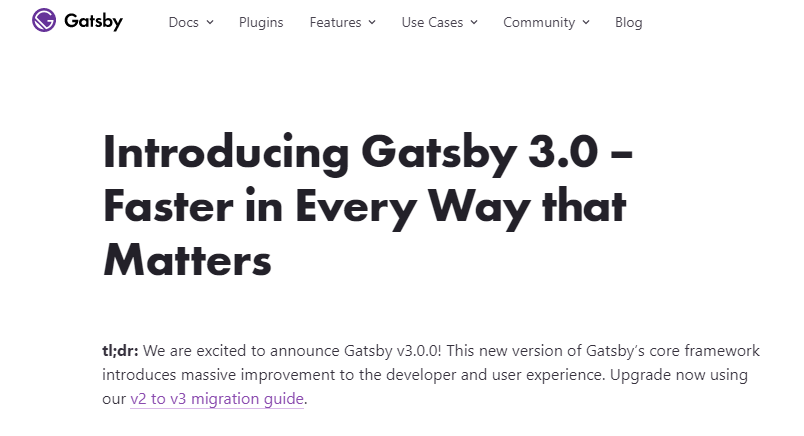 Gatsby Docs Plugins Features Use Cases Community Blog
Introducing Gatsby 3.0 –
Faster in Every Way that
Matters
tl;dr: We are excited to announce Gatsby v3.0.0! This new version of Gatsby’s core framework
introduces massive improvement to the developer and user experience. Upgrade now using
our v2 to v3 migration guide.